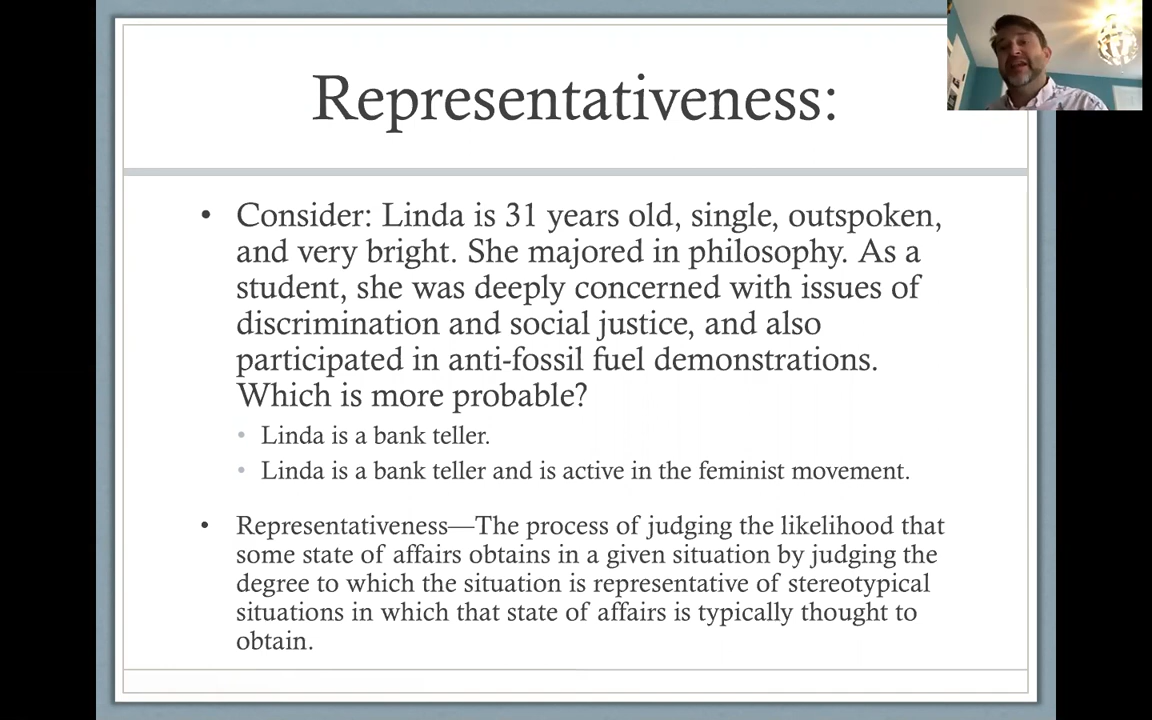 Representativeness:
• Consider: Linda is 31 years old, single, outspoken,
and very bright. She majored in philosophy. As a
student, she was deeply concerned with issues of
discrimination and social justice, and also
participated in anti-fossil fuel demonstrations.
Which is more probable?
• Linda is a bank teller.
• Linda is a bank teller and is active in the feminist movement.
• Representativeness—The process of judging the likelihood that
some state of affairs obtains in a given situation by judging the
degree to which the situation is representative of stereotypical
situations in which that state of affairs is typically thought to
obtain.